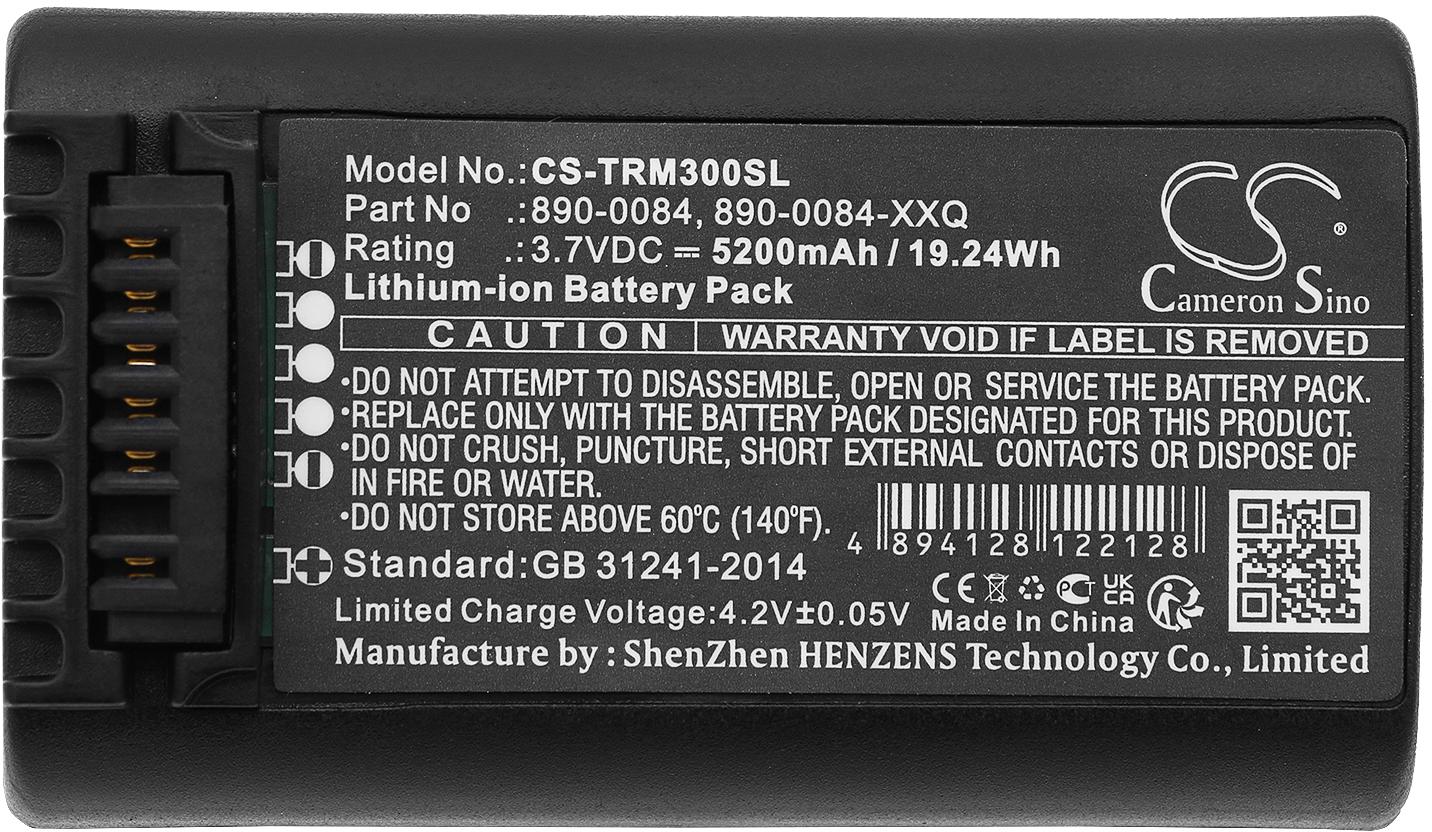 Model No.:CS-TRM300SL
Part No .:890-0084, 890-0084-XXQ
Rating .:3.7VDC ⎓ 5200mAh / 19.24Wh
Lithium-ion Battery Pack
CS®
Cameron Sino
CAUTION WARRANTY VOID IF LABEL IS REMOVED
•DO NOT ATTEMPT TO DISASSEMBLE, OPEN OR SERVICE THE BATTERY PACK.
•REPLACE ONLY WITH THE BATTERY PACK DESIGNATED FOR THIS PRODUCT.
•DO NOT CRUSH, PUNCTURE, SHORT EXTERNAL CONTACTS OR DISPOSE OF
IN FIRE OR WATER.
•DO NOT STORE ABOVE 60ºC (140ºF).
4 894128 122128
Standard:GB 31241-2014
CE PCT UK CA
Limited Charge Voltage:4.2V±0.05V
Made In China
Manufacture by : ShenZhen HENZENS Technology Co., Limited